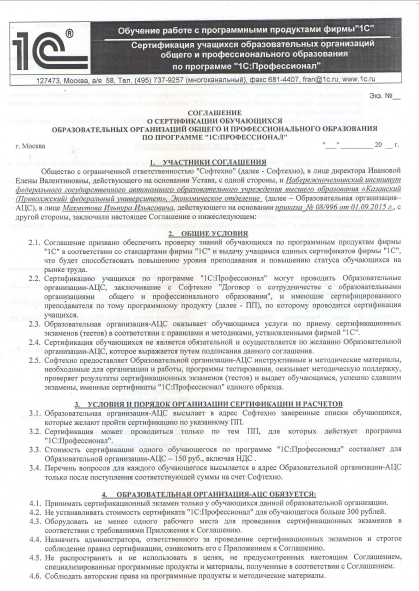 1С®
Обучение работе с программными продуктами фирмы"1С"
Сертификация учащихся образовательных организаций
общего и профессионального образования
по программе "1С:Профессионал"
127473, Москва, а/я 58, Тел. (495) 737-9257 (многоканальный), факс 681-4407, fran@1c.ru, www.1c.ru
Экз. №__
СОГЛАШЕНИЕ
О СЕРТИФИКАЦИИ ОБУЧАЮЩИХСЯ
ОБРАЗОВАТЕЛЬНЫХ ОРГАНИЗАЦИЙ ОБЩЕГО И ПРОФЕССИОНАЛЬНОГО ОБРАЗОВАНИЯ
ПО ПРОГРАММЕ "1С:ПРОФЕССИОНАЛ"
г. Москва "__" ________ 20 __ г.
1. УЧАСТНИКИ СОГЛАШЕНИЯ
Общество с ограниченной ответственностью "Софтехно" (далее - Софтехно), в лице директора Ивановой
Елены Валентиновны, действующего на основании Устава, с одной стороны, и Набережночелнинский институт
федерального государственного автономного образовательного учреждения высшего образования «Казанский
(Приволжский) федеральный университет», Экономическое отделение (далее – Образовательная организация–
АЦС), в лице Махмутова Ильнура Ильясовича, действующего на основании приказа № 08/996 от 01.09.2015 г., с
другой стороны, заключили настоящее Соглашение о нижеследующем:
2. ОБЩИЕ УСЛОВИЯ
2.1. Соглашение призвано обеспечить проверку знаний обучающихся по программным продуктам фирмы
"1С" в соответствии со стандартами фирмы "1С" и выдачу учащимся единых сертификатов фирмы "1С",
что будет способствовать повышению уровня преподавания и повышению статуса обучающихся на
рынке труда.
2.2. Сертификацию учащихся по программе "1С:Профессионал" могут проводить Образовательные
организации-АЦС, заключившие с Софтехно "Договор о сотрудничестве с образовательными
организациями общего и профессионального образования", и имеющие сертифицированного
преподавателя по тому программному продукту (далее - ПП), по которому проводится сертификация
учащихся.
2.3. Образовательная организация-АЦС оказывает обучающимся услуги по приему сертификационных
экзаменов (тестов) в соответствии с правилами и методиками, установленными фирмой "1С".
2.4. Сертификация обучающихся не является обязательной и осуществляется по желанию Образовательной
организации-АЦС, которое выражается путем подписания данного соглашения.
2.5. Софтехно предоставляет Образовательной организации-АЦС инструктивные и методические материалы,
необходимые для организации и работы, программы тестирования, оказывает методическую поддержку,
проверяет результаты сертификационных экзаменов (тестов) и выдает обучающимся, успешно сдавшим
экзамены, именные сертификаты "1С:Профессионал" единого образца.
3. УСЛОВИЯ И ПОРЯДОК ОРГАНИЗАЦИИ СЕРТИФИКАЦИИ И РАСЧЕТОВ
3.1. Образовательная организация-АЦС высылает в адрес Софтехно заверенные списки обучающихся,
которые желают пройти сертификацию по указанному ПП.
3.2. Сертификация может проводиться только по тем ПП, для которых действует программа
"1С:Профессионал".
3.3. Стоимость сертификации одного обучающегося по программе "1С:Профессионал" составляет для
Образовательной организации-АЦС – 150 руб., включая НДС .
3.4. Перечень вопросов для каждого обучающегося высылается в адрес Образовательной организации-АЦС
только после поступления соответствующей суммы на счет Софтехно.
4. ОБРАЗОВАТЕЛЬНАЯ ОРГАНИЗАЦИЯ-АЦС ОБЯЗУЕТСЯ:
4.1. Принимать сертификационный экзамен только у обучающихся данной образовательной организации.
4.2. Не устанавливать стоимость сертификата "1С:Профессионал" для обучающегося больше 300 рублей.
4.3. Оборудовать не менее одного рабочего места для проведения сертификационных экзаменов в
соответствии с требованиями Приложения к Соглашению.
4.4. Назначить администратора, ответственного за проведение сертификационных экзаменов и строгое
соблюдение правил сертификации, ознакомить его с Приложением к Соглашению.
4.5. Не распространять и не использовать в целях, не предусмотренных настоящим Соглашением,
специализированные программные продукты и материалы, полученные в соответствии с Соглашением.
4.6. Соблюдать авторские права на программные продукты и методические материалы.